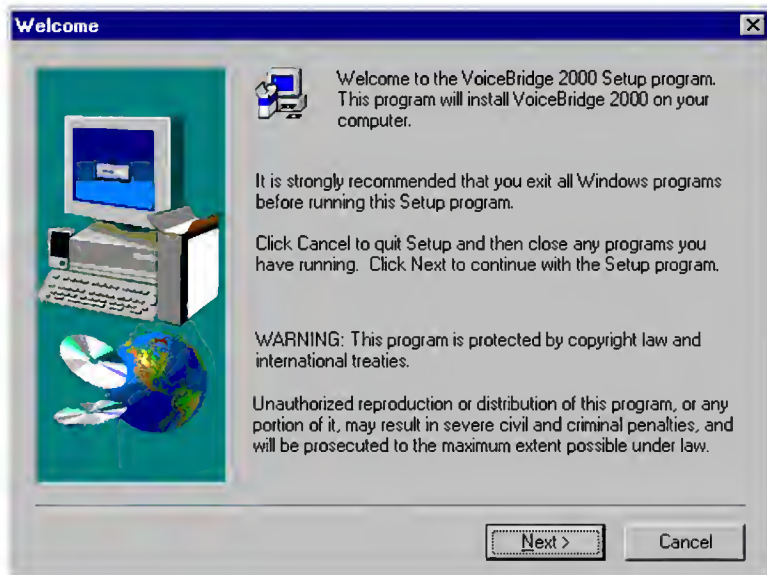 Welcome
Welcome to the VoiceBridge 2000 Setup program.
This program will install VoiceBridge 2000 on your
computer.
It is strongly recommended that you exit all Windows programs
before running this Setup program.
Click Cancel to quit Setup and then close any programs you
have running.  Click Next to continue with the Setup program.
WARNING: This program is protected by copyright law and
international treaties.
Unauthorized reproduction or distribution of this program, or any
portion of it, may result in severe civil and criminal penalties, and
will be prosecuted to the maximum extent possible under law.
Next >
Cancel